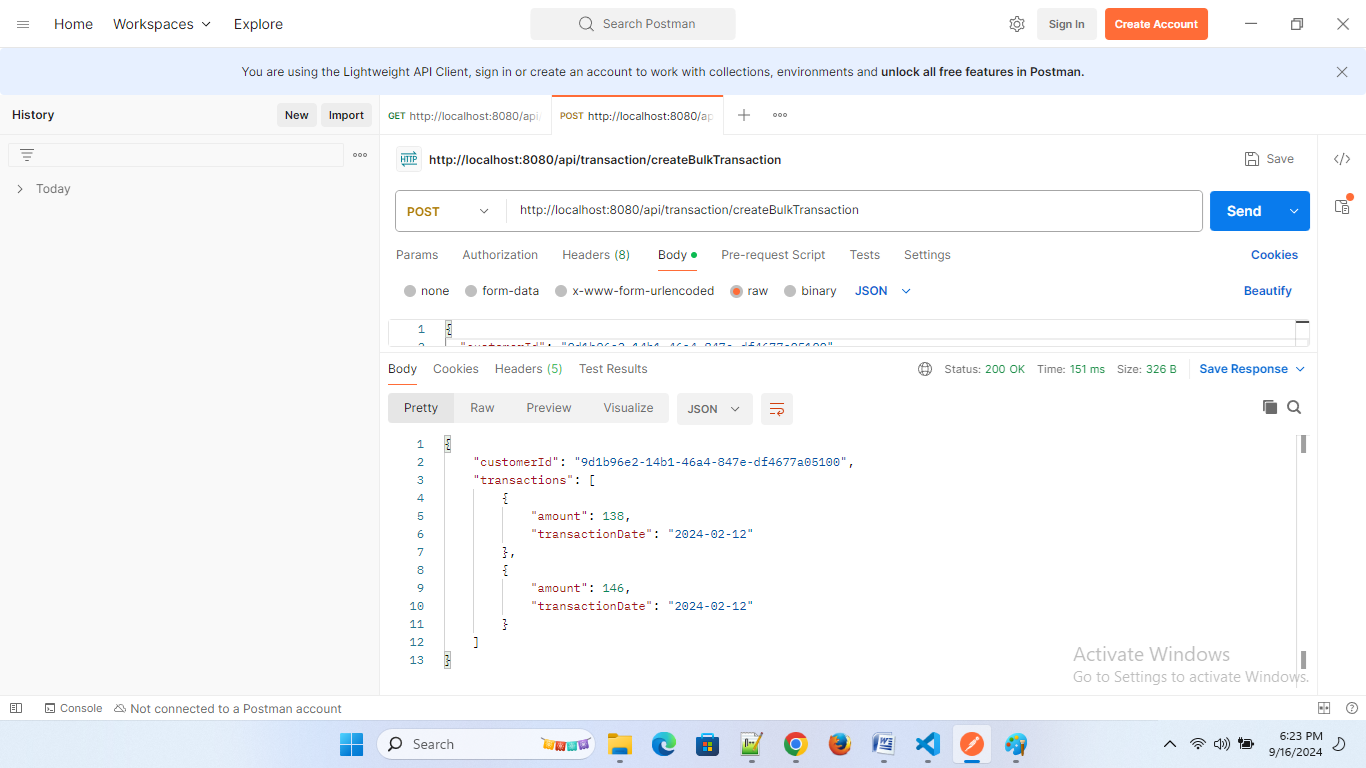 Home
Workspaces
Explore
Search Postman
Sign In
Create Account
You are using the Lightweight API Client, sign in or create an account to work with collections, environments and unlock all free features in Postman.
History
New
Import
GET http://localhost:8080/api
POST http://localhost:8080/ap
Today
HTTP
http://localhost:8080/api/transaction/createBulkTransaction
Save
POST
http://localhost:8080/api/transaction/createBulkTransaction
Send
Params
Authorization
Headers (8)
Body
Pre-request Script
Tests
Settings
Cookies
none
form-data
x-www-form-urlencoded
raw
binary
JSON
Beautify
1 {
2 "customerId": "9d1b96e2-14b1-46a4-847e-df4677a05100",
Body
Cookies
Headers (5)
Test Results
Status: 200 OK
Time: 151 ms
Size: 326 B
Save Response
Pretty
Raw
Preview
Visualize
JSON
1 {
2 "customerId": "9d1b96e2-14b1-46a4-847e-df4677a05100",
3 "transactions": [
4 {
5 "amount": 138,
6 "transactionDate": "2024-02-12"
7 },
8 {
9 "amount": 146,
10 "transactionDate": "2024-02-12"
11 }
12 ]
13 }
Activate Windows
Go to Settings to activate Windows.
Console
Not connected to a Postman account
Search
6:23 PM
9/16/2024